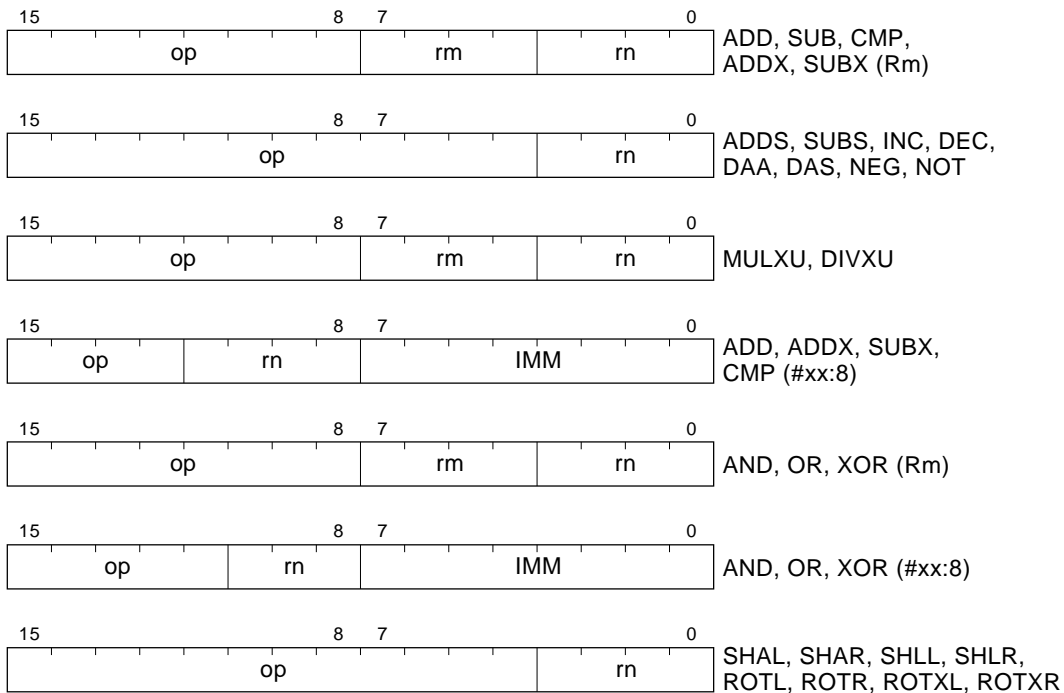 15 8 7 0
op rm rn
ADD, SUB, CMP,
ADDX, SUBX (Rm)
15 8 7 0
op rn
ADDS, SUBS, INC, DEC,
DAA, DAS, NEG, NOT
15 8 7 0
op rm rn
MULXU, DIVXU
15 8 7 0
op rn IMM
ADD, ADDX, SUBX,
CMP (#xx:8)
15 8 7 0
op rm rn
AND, OR, XOR (Rm)
15 8 7 0
op rn IMM
AND, OR, XOR (#xx:8)
15 8 7 0
op rn
SHAL, SHAR, SHLL, SHLR,
ROTL, ROTR, ROTXL, ROTXR